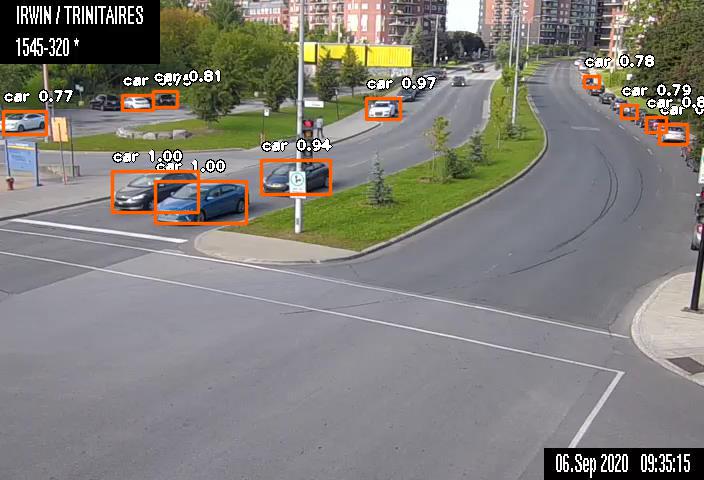 IRWIN / TRINITAIRES
1545-320 *
car 0.78
car 0.81
car 0.97
car 0.77
car 0.79
car 1.00
car 1.00
car 0.94
06.Sep 2020 09:35:15